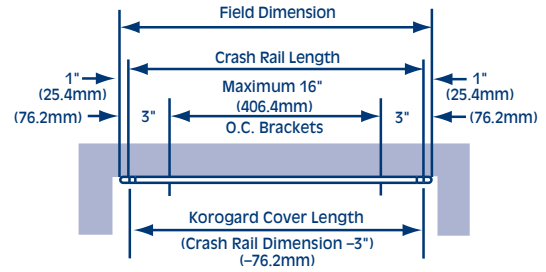 Field Dimension
Crash Rail Length
1"
(25.4mm)
Maximum 16"
(406.4mm)
1"
(25.4mm)
(76.2mm)
3"
O.C. Brackets
3"
(76.2mm)
Korogard Cover Length
(Crash Rail Dimension –3")
(–76.2mm)